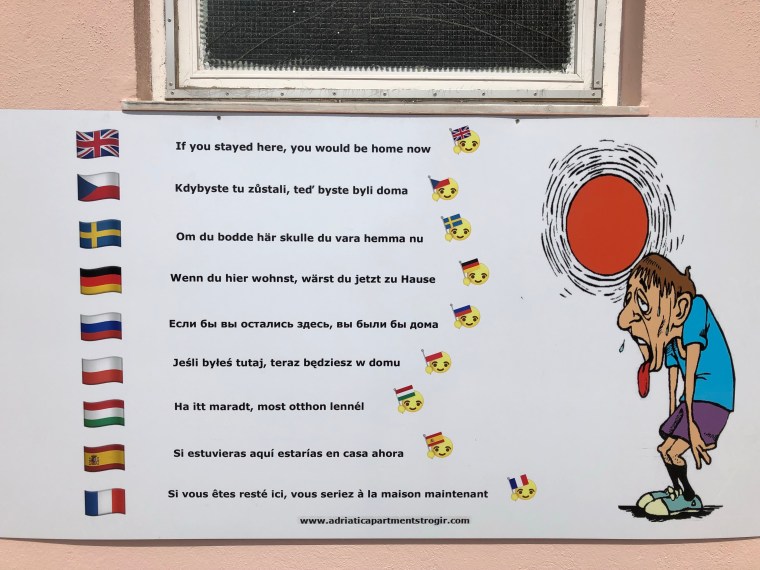 If you stayed here, you would be home now
Kdybyste tu zůstali, teď byste byli doma
Om du bodde här skulle du vara hemma nu
Wenn du hier wohnst, wärst du jetzt zu Hause
Если бы вы остались здесь, вы были бы дома
Jeśli byłeś tutaj, teraz będziesz w domu
Ha itt maradt, most otthon lennél
Si estuvieras aquí estarías en casa ahora
Si vous êtes resté ici, vous seriez à la maison maintenant
www.adriaticapartmentstrogir.com